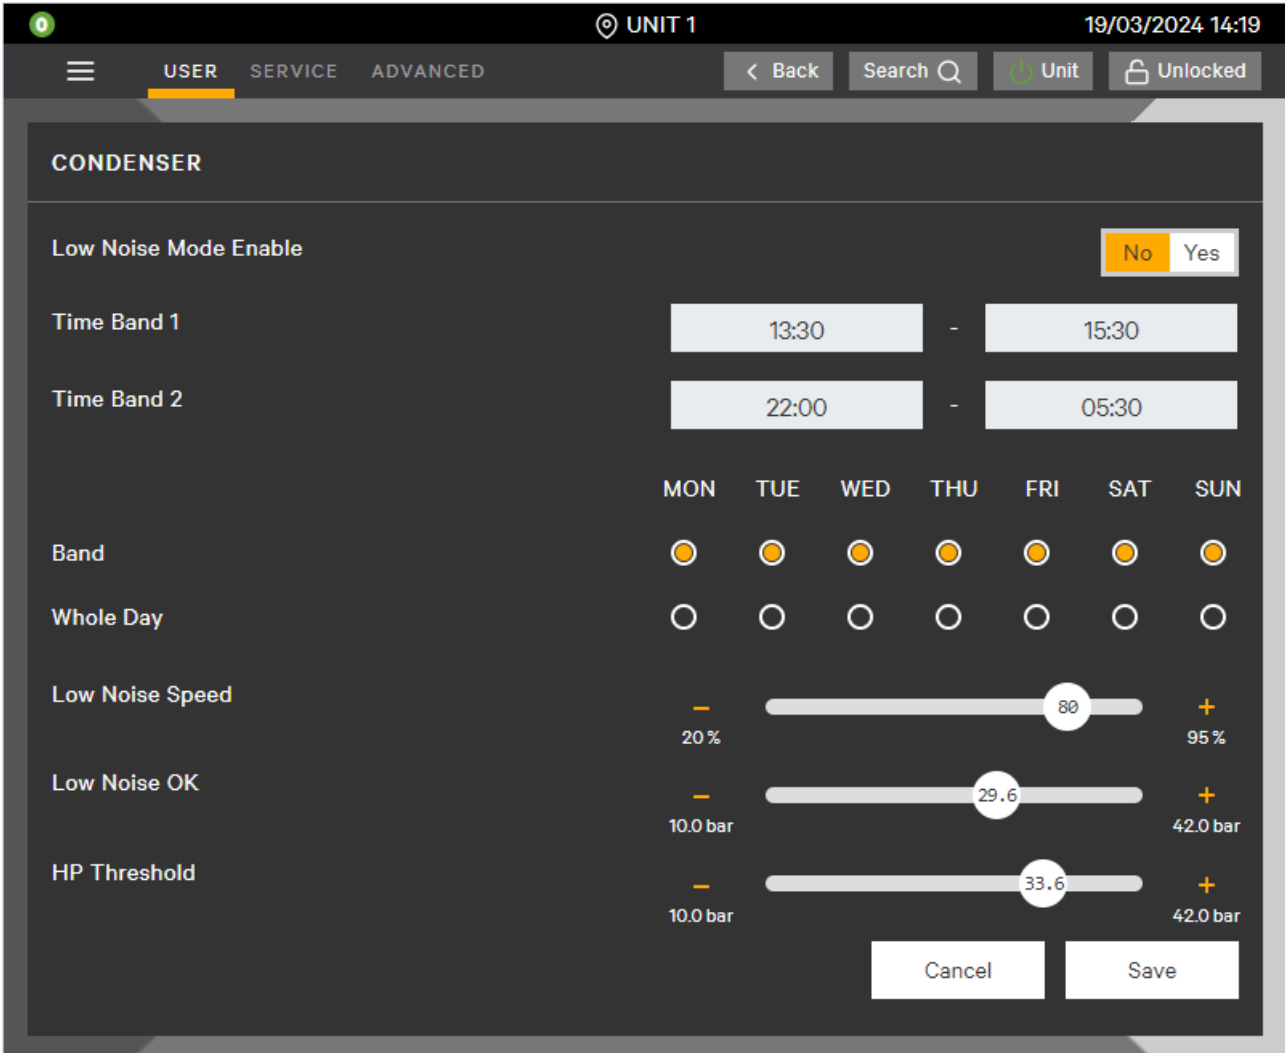 0 UNIT 1 19/03/2024 14:19
USER SERVICE ADVANCED Back Search Unit Unlocked
CONDENSER
Low Noise Mode Enable No Yes
Time Band 1 13:30 - 15:30
Time Band 2 22:00 - 05:30
MON TUE WED THU FRI SAT SUN
Band
Whole Day
Low Noise Speed 80
20 % 95 %
Low Noise OK 29.6
10.0 bar 42.0 bar
HP Threshold 33.6
10.0 bar 42.0 bar
Cancel Save